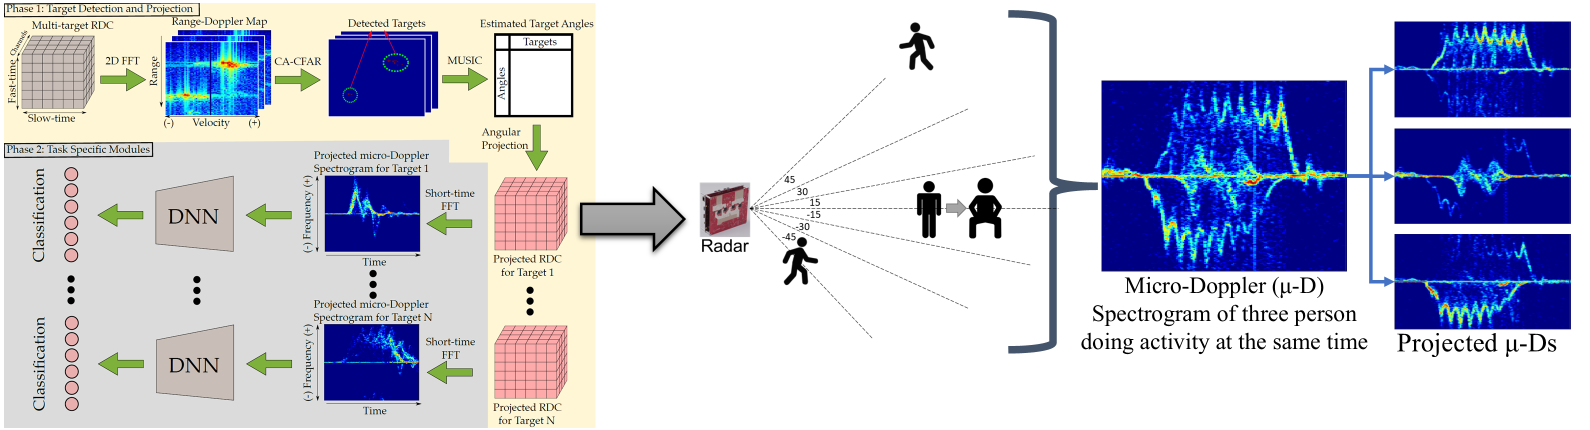 Phase 1: Target Detection and Projection
Multi-target RDC
Channels
Fast-time
Slow-time
2D FFT
Range-Doppler Map
Range
(-) Velocity (+)
CA-CFAR
Detected Targets
MUSIC
Estimated Target Angles
Targets
Angles
Angular
Projection
Phase 2: Task Specific Modules
Classification
DNN
Projected micro-Doppler
Spectrogram for Target 1
(-) Frequency (+)
Time
Short-time
FFT
Projected RDC
for Target 1
Classification
DNN
Projected micro-Doppler
Spectrogram for Target N
(-) Frequency (+)
Time
Short-time
FFT
Projected RDC
for Target N
Radar
45
30
15
-15
-30
-45
Micro-Doppler (μ-D)
Spectrogram of three person
doing activity at the same time
Projected μ-Ds